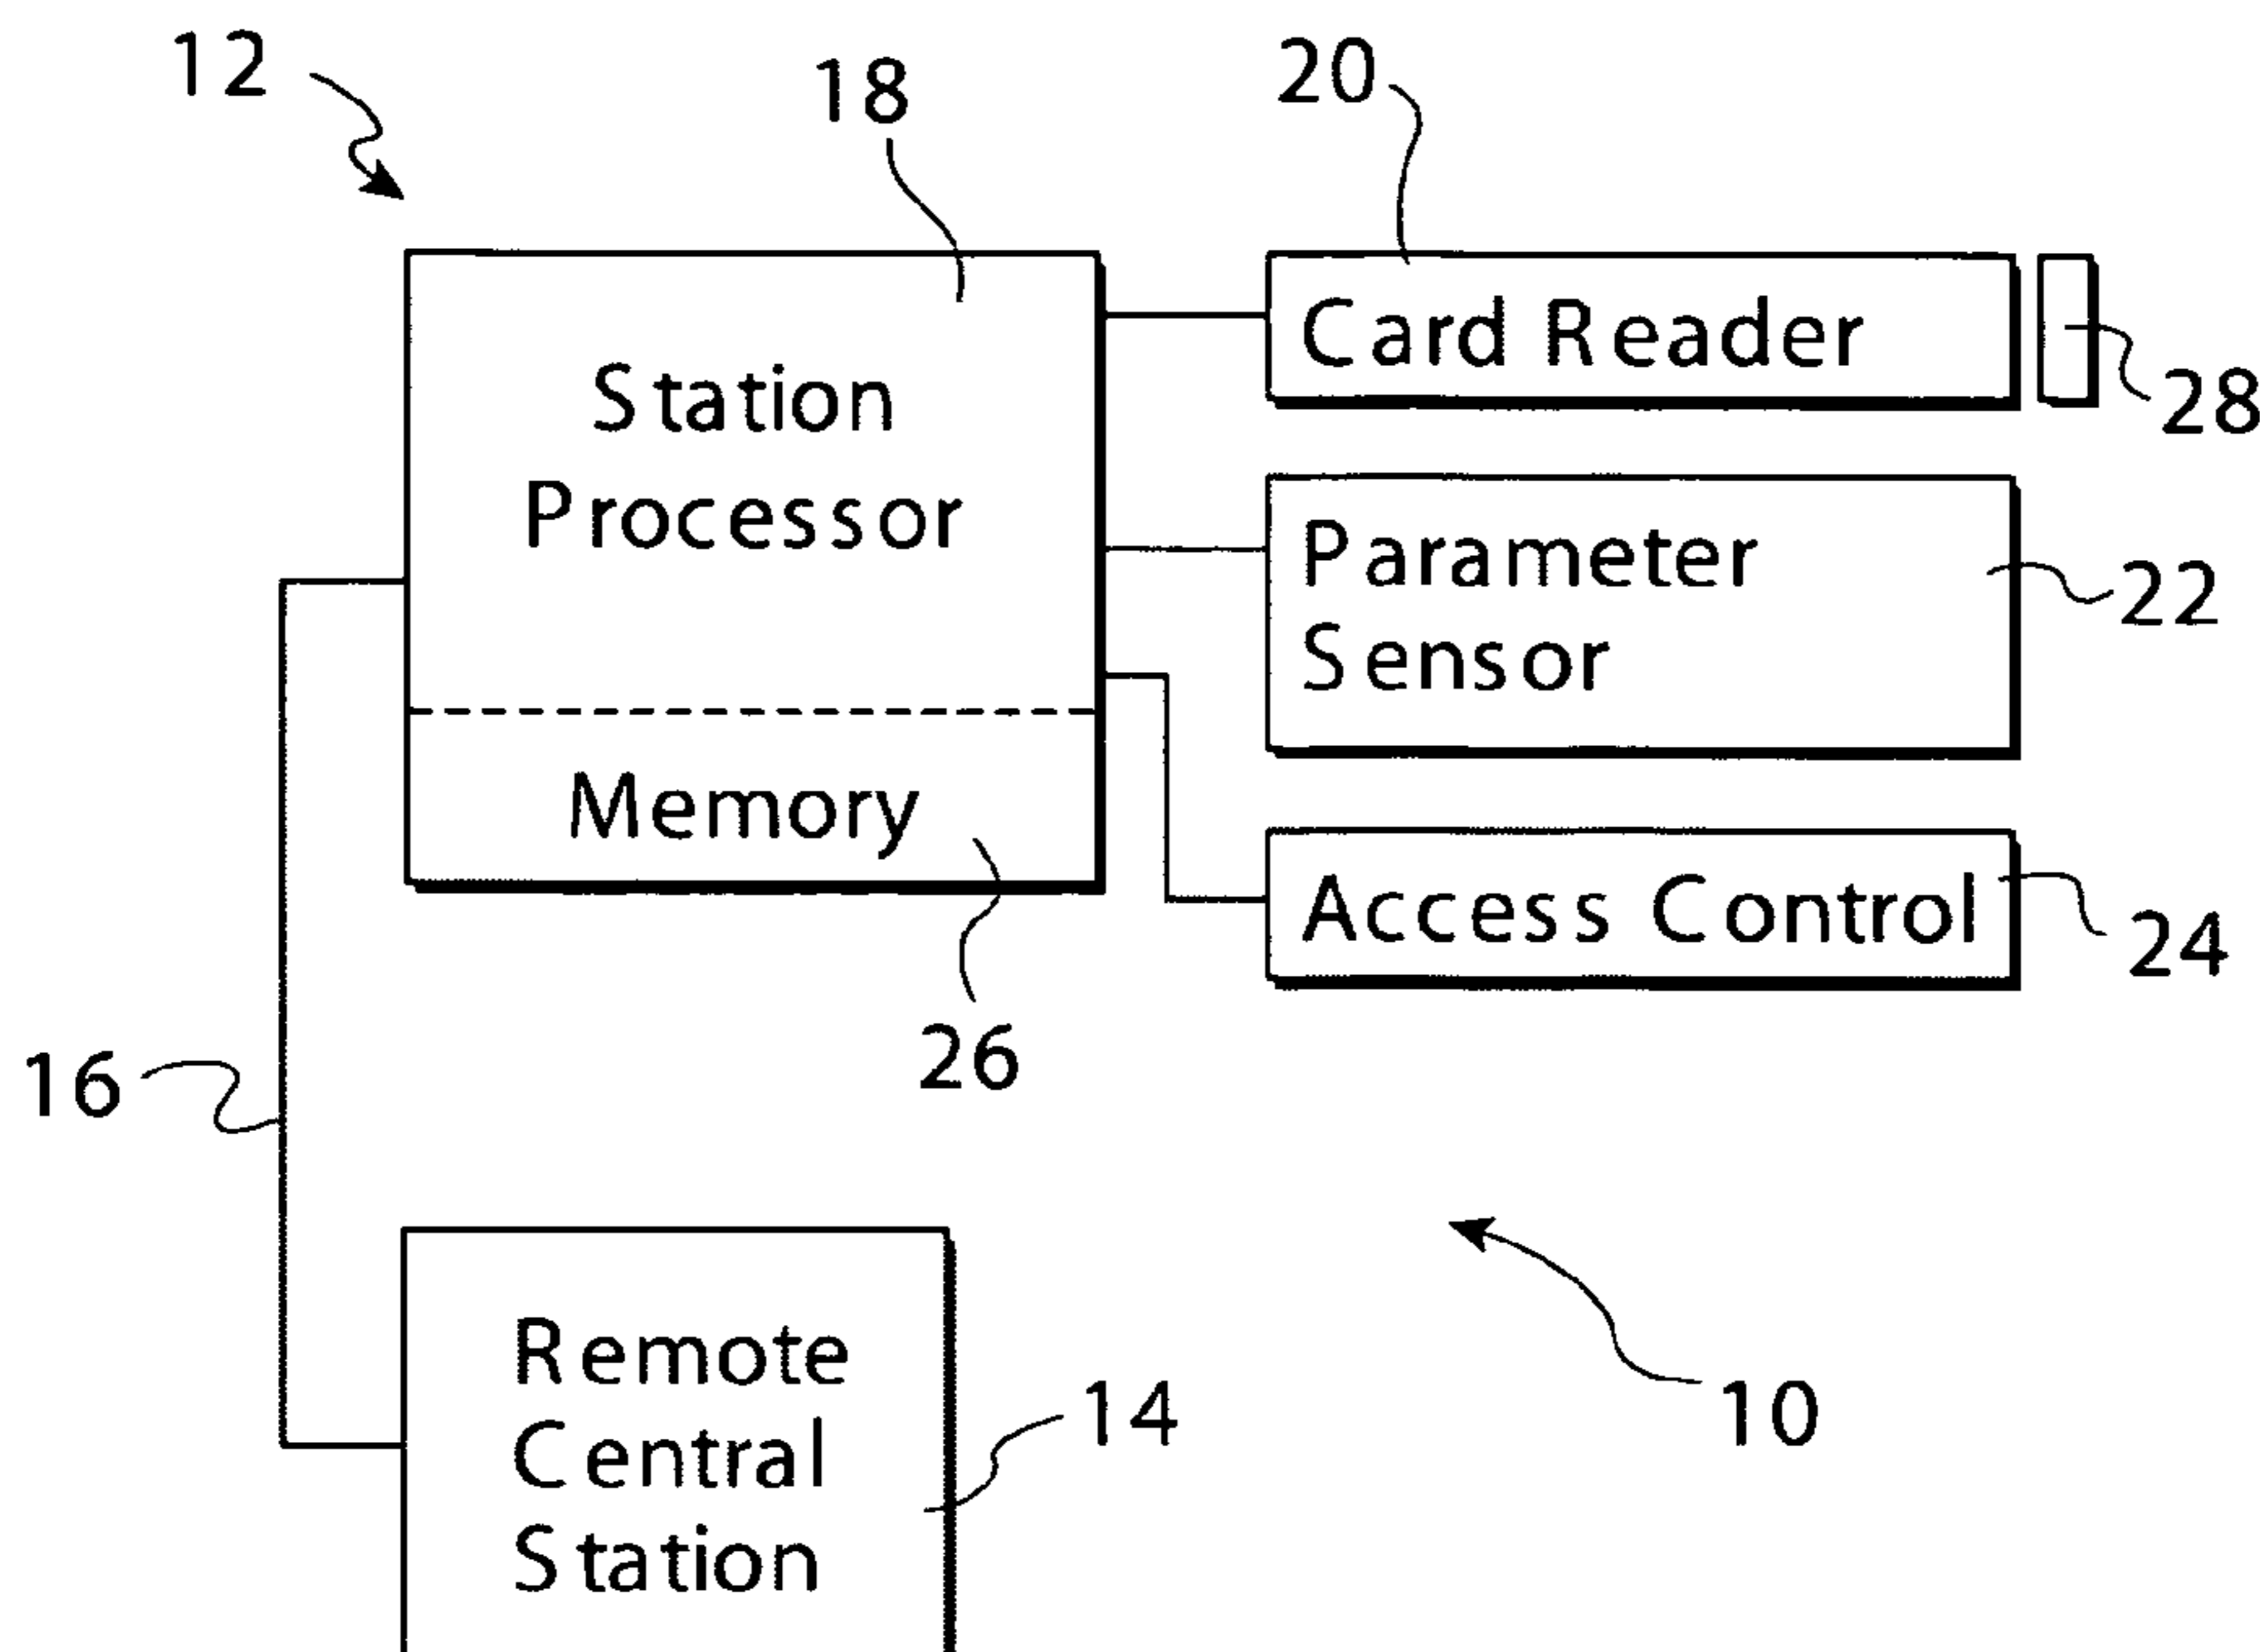 12
18
20
Station
Processor
Card Reader
28
Parameter
Sensor
22
Memory
Access Control
24
26
16
Remote
Central
Station
14
10